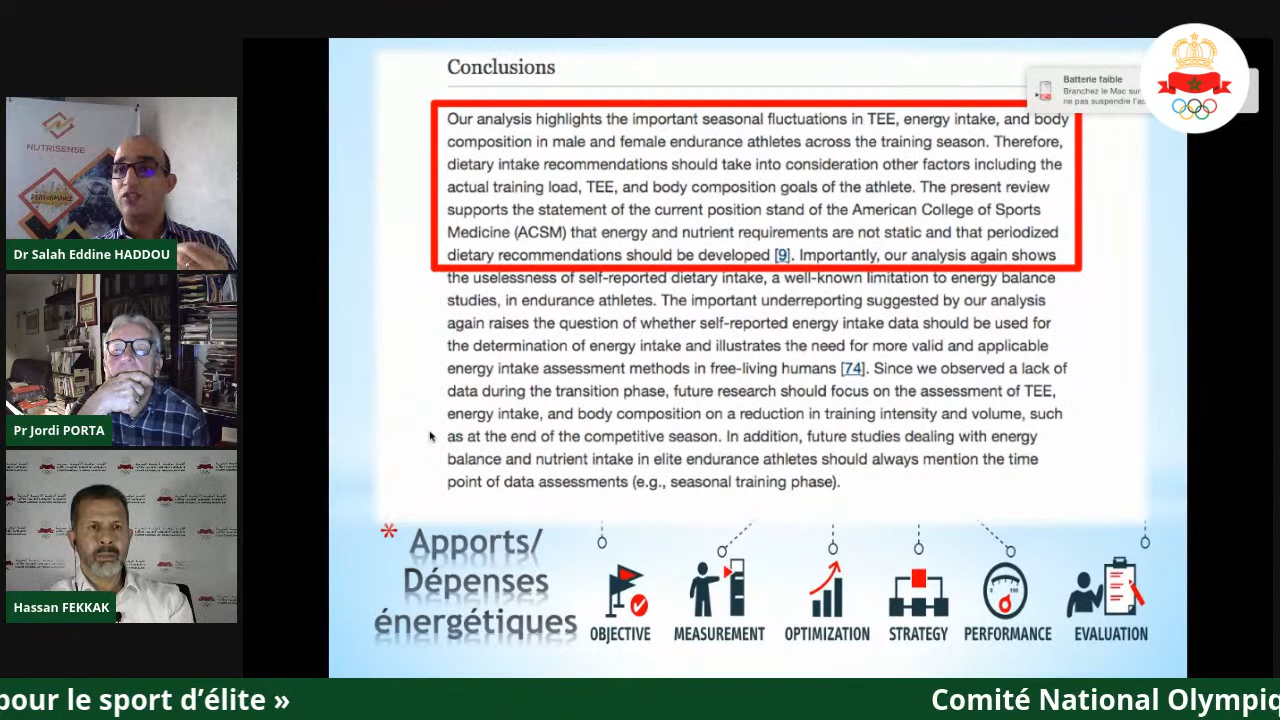 NUTRISENSE
PERFORMANCE
Dr Salah Eddine HADDOU
Pr Jordi PORTA
Hassan FEKKAK
Conclusions
Batterie faible
Branchez le Mac sur
ne pas suspendre l'ac
Our analysis highlights the important seasonal fluctuations in TEE, energy intake, and body
composition in male and female endurance athletes across the training season. Therefore,
dietary intake recommendations should take into consideration other factors including the
actual training load, TEE, and body composition goals of the athlete. The present review
supports the statement of the current position stand of the American College of Sports
Medicine (ACSM) that energy and nutrient requirements are not static and that periodized
dietary recommendations should be developed [9]. Importantly, our analysis again shows
the uselessness of self-reported dietary intake, a well-known limitation to energy balance
studies, in endurance athletes. The important underreporting suggested by our analysis
again raises the question of whether self-reported energy intake data should be used for
the determination of energy intake and illustrates the need for more valid and applicable
energy intake assessment methods in free-living humans [74]. Since we observed a lack of
data during the transition phase, future research should focus on the assessment of TEE,
energy intake, and body composition on a reduction in training intensity and volume, such
as at the end of the competitive season. In addition, future studies dealing with energy
balance and nutrient intake in elite endurance athletes should always mention the time
point of data assessments (e.g., seasonal training phase).
* Apports/
Dépenses
énergétiques
OBJECTIVE MEASUREMENT OPTIMIZATION STRATEGY PERFORMANCE EVALUATION
pour le sport d'élite » Comité National Olympiq